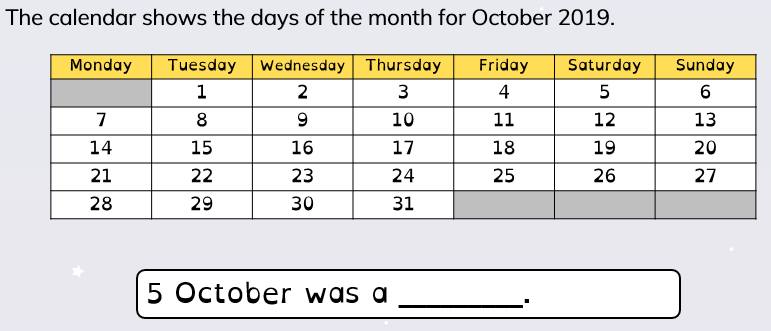 The calendar shows the days of the month for October 2019.
Monday Tuesday Wednesday Thursday Friday Saturday Sunday
1 2 3 4 5 6
7 8 9 10 11 12 13
14 15 16 17 18 19 20
21 22 23 24 25 26 27
28 29 30 31
5 October was a ________.